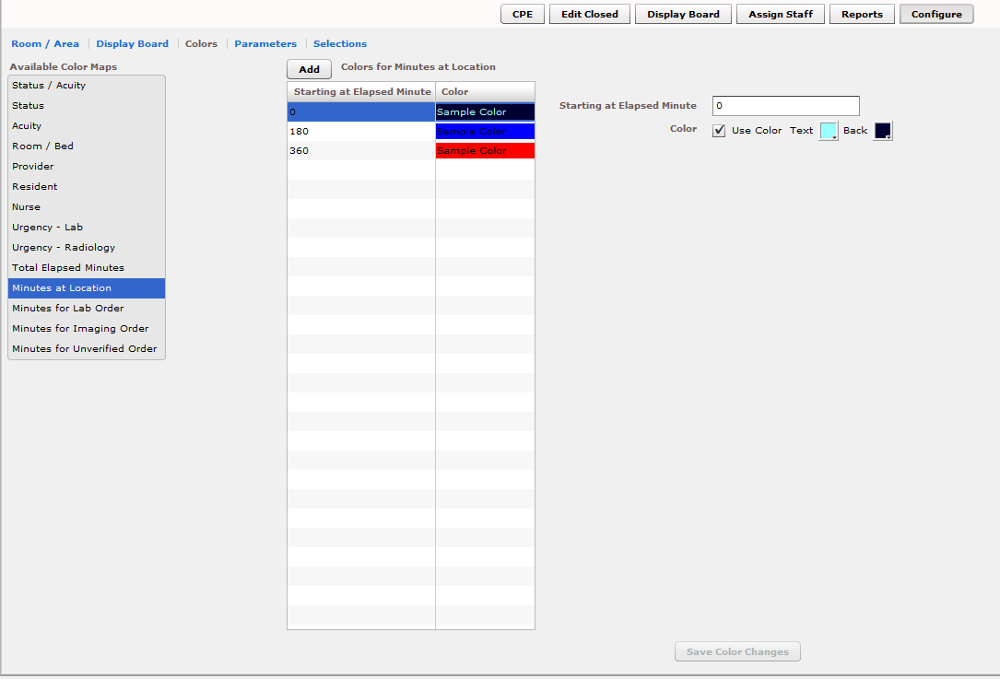 CPE Edit Closed Display Board Assign Staff Reports Configure
Room / Area Display Board Colors Parameters Selections
Available Color Maps
Status / Acuity
Status
Acuity
Room / Bed
Provider
Resident
Nurse
Urgency - Lab
Urgency - Radiology
Total Elapsed Minutes
Minutes at Location
Minutes for Lab Order
Minutes for Imaging Order
Minutes for Unverified Order
Add Colors for Minutes at Location
Starting at Elapsed Minute Color
0 Sample Color
180 Sample Color
360 Sample Color
Starting at Elapsed Minute 0
Color Use Color Text Back
Save Color Changes